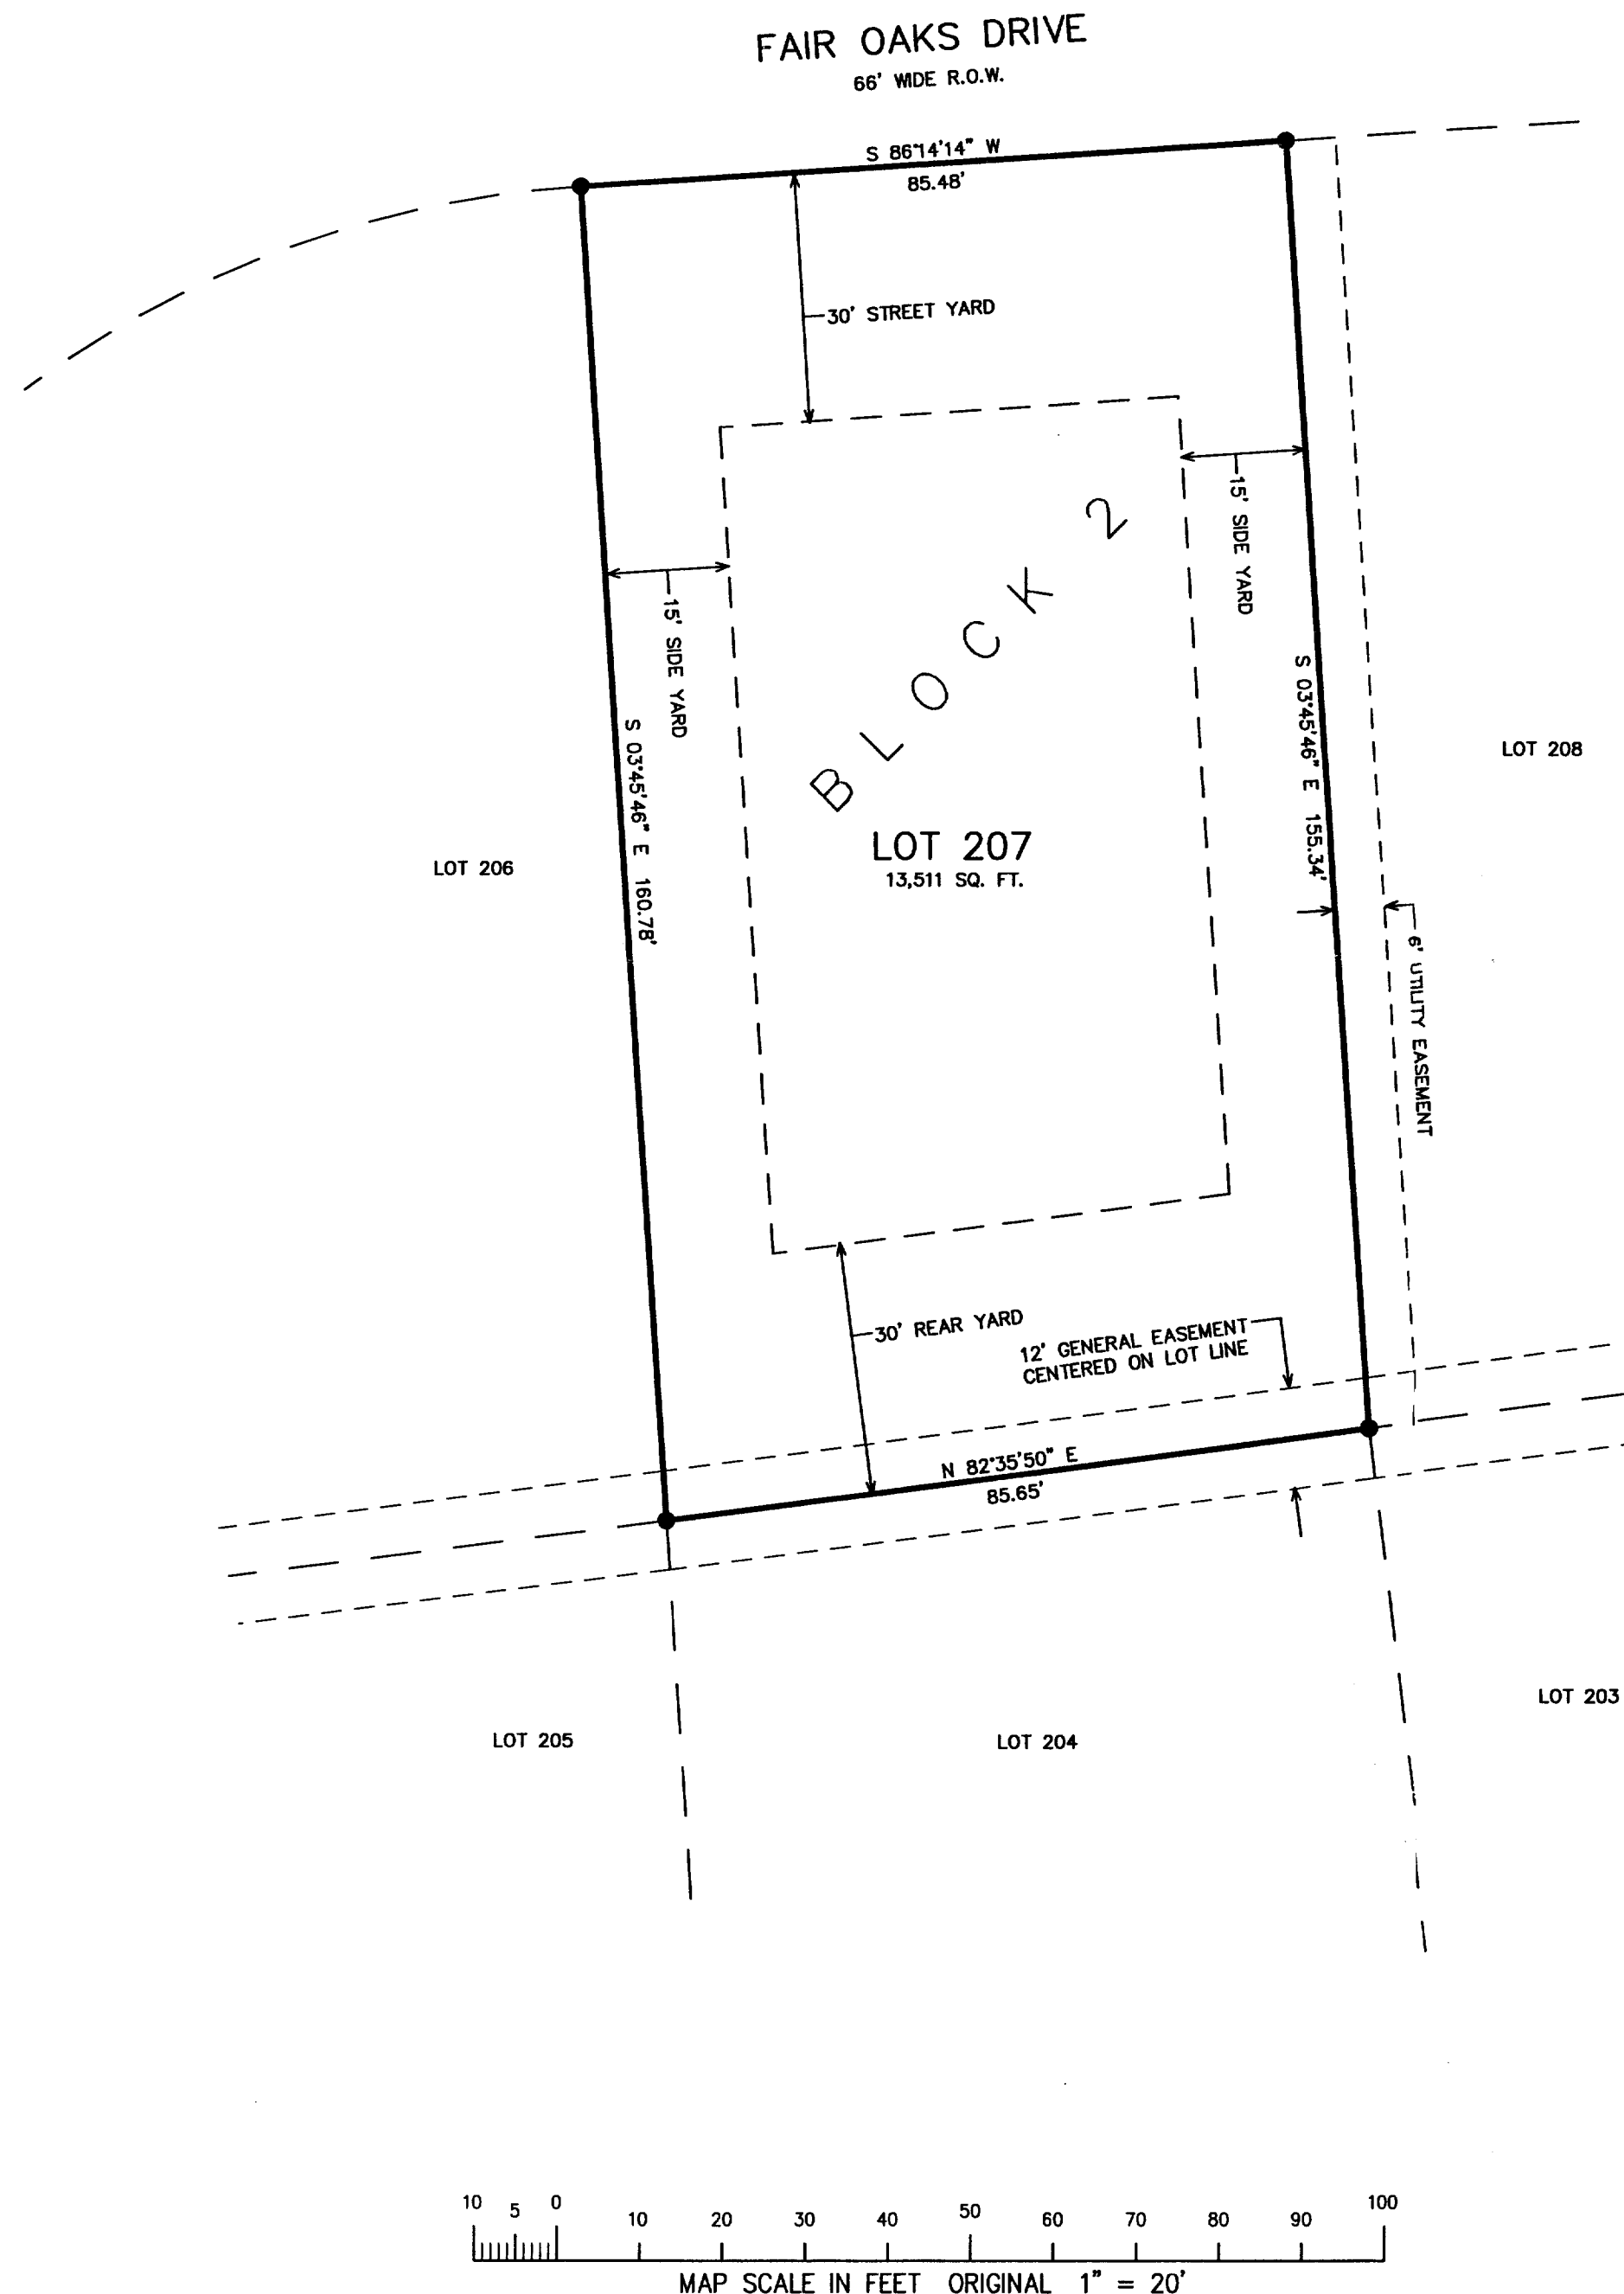 FAIR OAKS DRIVE
66' WIDE R.O.W.
S 86°14'14" W
85.48'
30' STREET YARD
15' SIDE YARD
15' SIDE YARD
BLOCK 2
S 03°45'46" E 155.34'
S 03°45'46" E 160.78'
LOT 208
LOT 207
13,511 SQ. FT.
LOT 206
6' UTILITY EASEMENT
30' REAR YARD
12' GENERAL EASEMENT
CENTERED ON LOT LINE
N 82°35'50" E
85.65'
LOT 203
LOT 205
LOT 204
10 5 0 10 20 30 40 50 60 70 80 90 100
MAP SCALE IN FEET ORIGINAL 1" = 20'